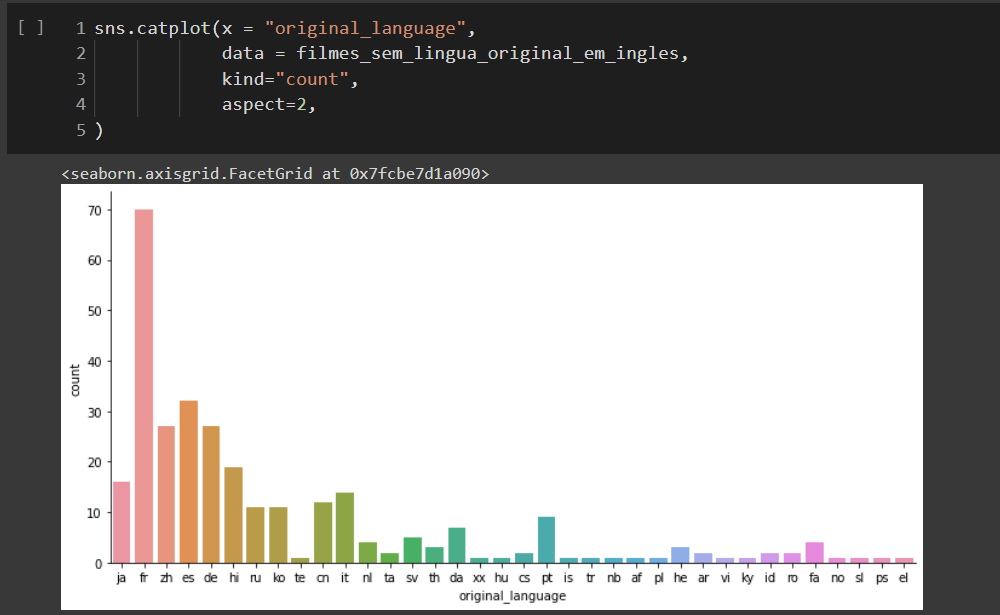 [ ] 1 sns.catplot(x = "original_language",
2 data = filmes_sem_lingua_original_em_ingles,
3 kind="count",
4 aspect=2,
5 )
<seaborn.axisgrid.FacetGrid at 0x7fcbe7d1a090>
70
60
50
40
30
20
10
0
count
ja fr zh es de hi ru ko te cn it nl ta sv th da xx hu cs pt is tr nb af pl he ar vi ky id ro fa no sl ps el
original_language